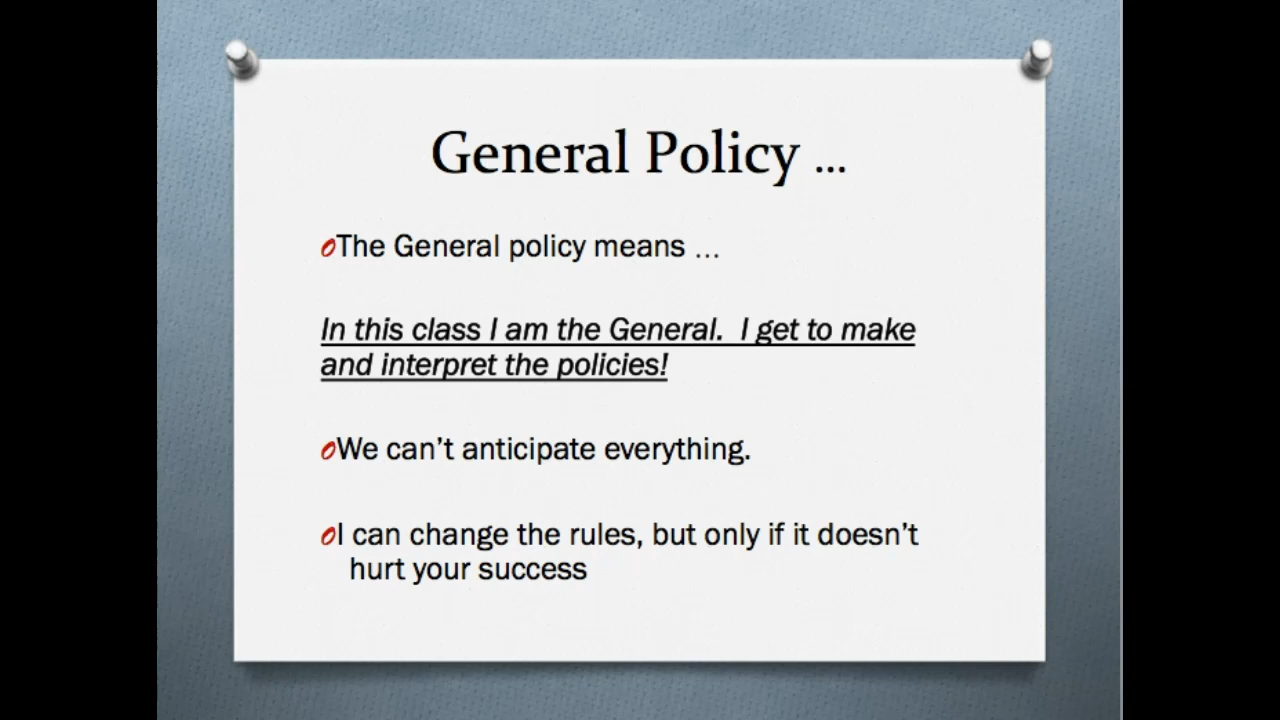 General Policy ...
The General policy means ...
In this class I am the General.  I get to make
and interpret the policies!
We can't anticipate everything.
I can change the rules, but only if it doesn't
hurt your success